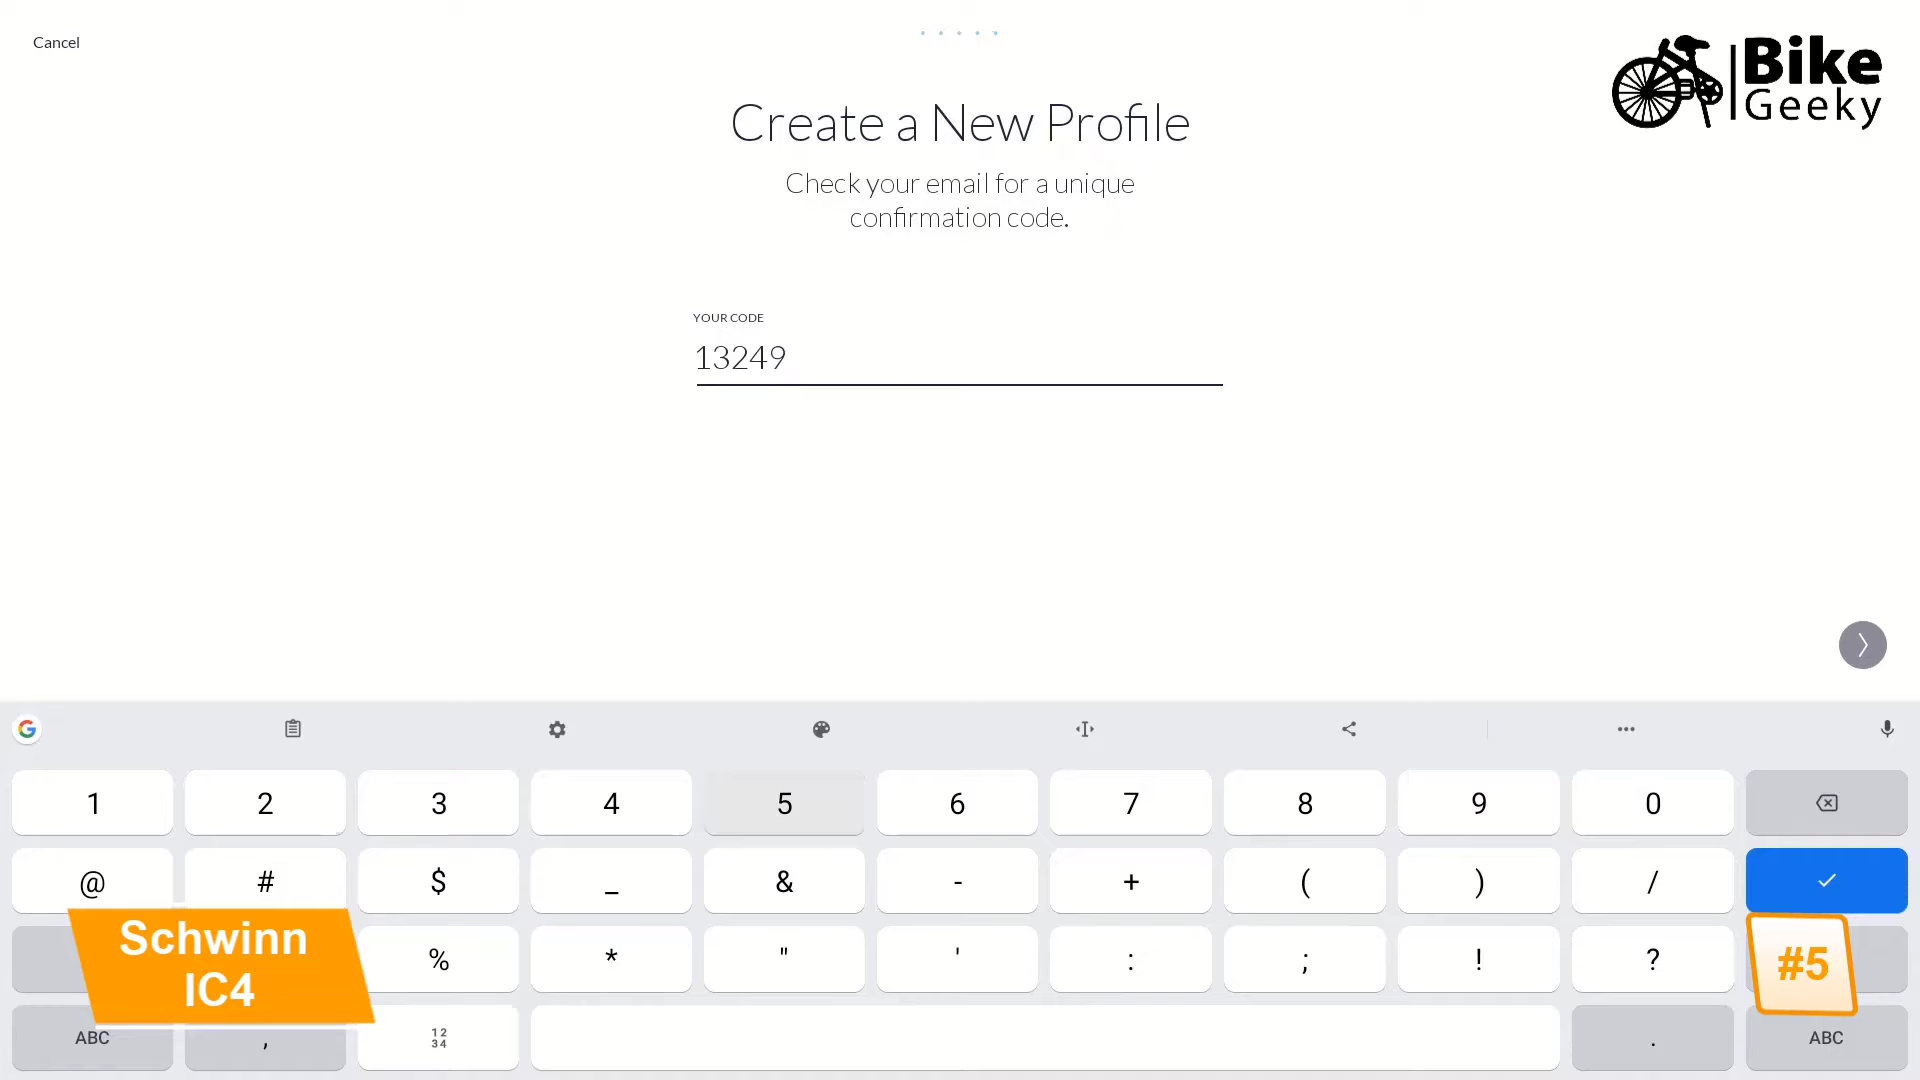 Cancel
Bike
Geeky
Create a New Profile
Check your email for a unique
confirmation code.
YOUR CODE
13249
G
1 2 3 4 5 6 7 8 9 0
@ # $ _ & - + ( ) /
% * " ' : ; ! ?
Schwinn
IC4
#5
ABC , 12 . ABC
34